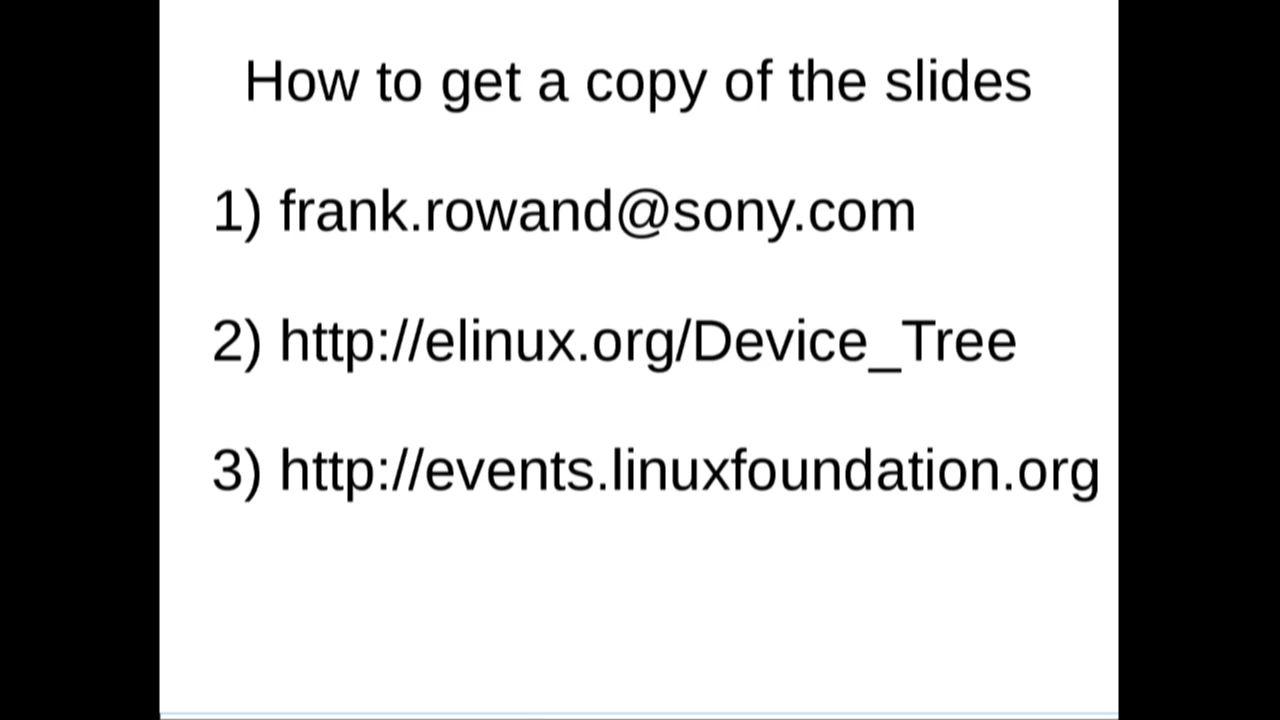 How to get a copy of the slides
1) frank.rowand@sony.com
2) http://elinux.org/Device_Tree
3) http://events.linuxfoundation.org